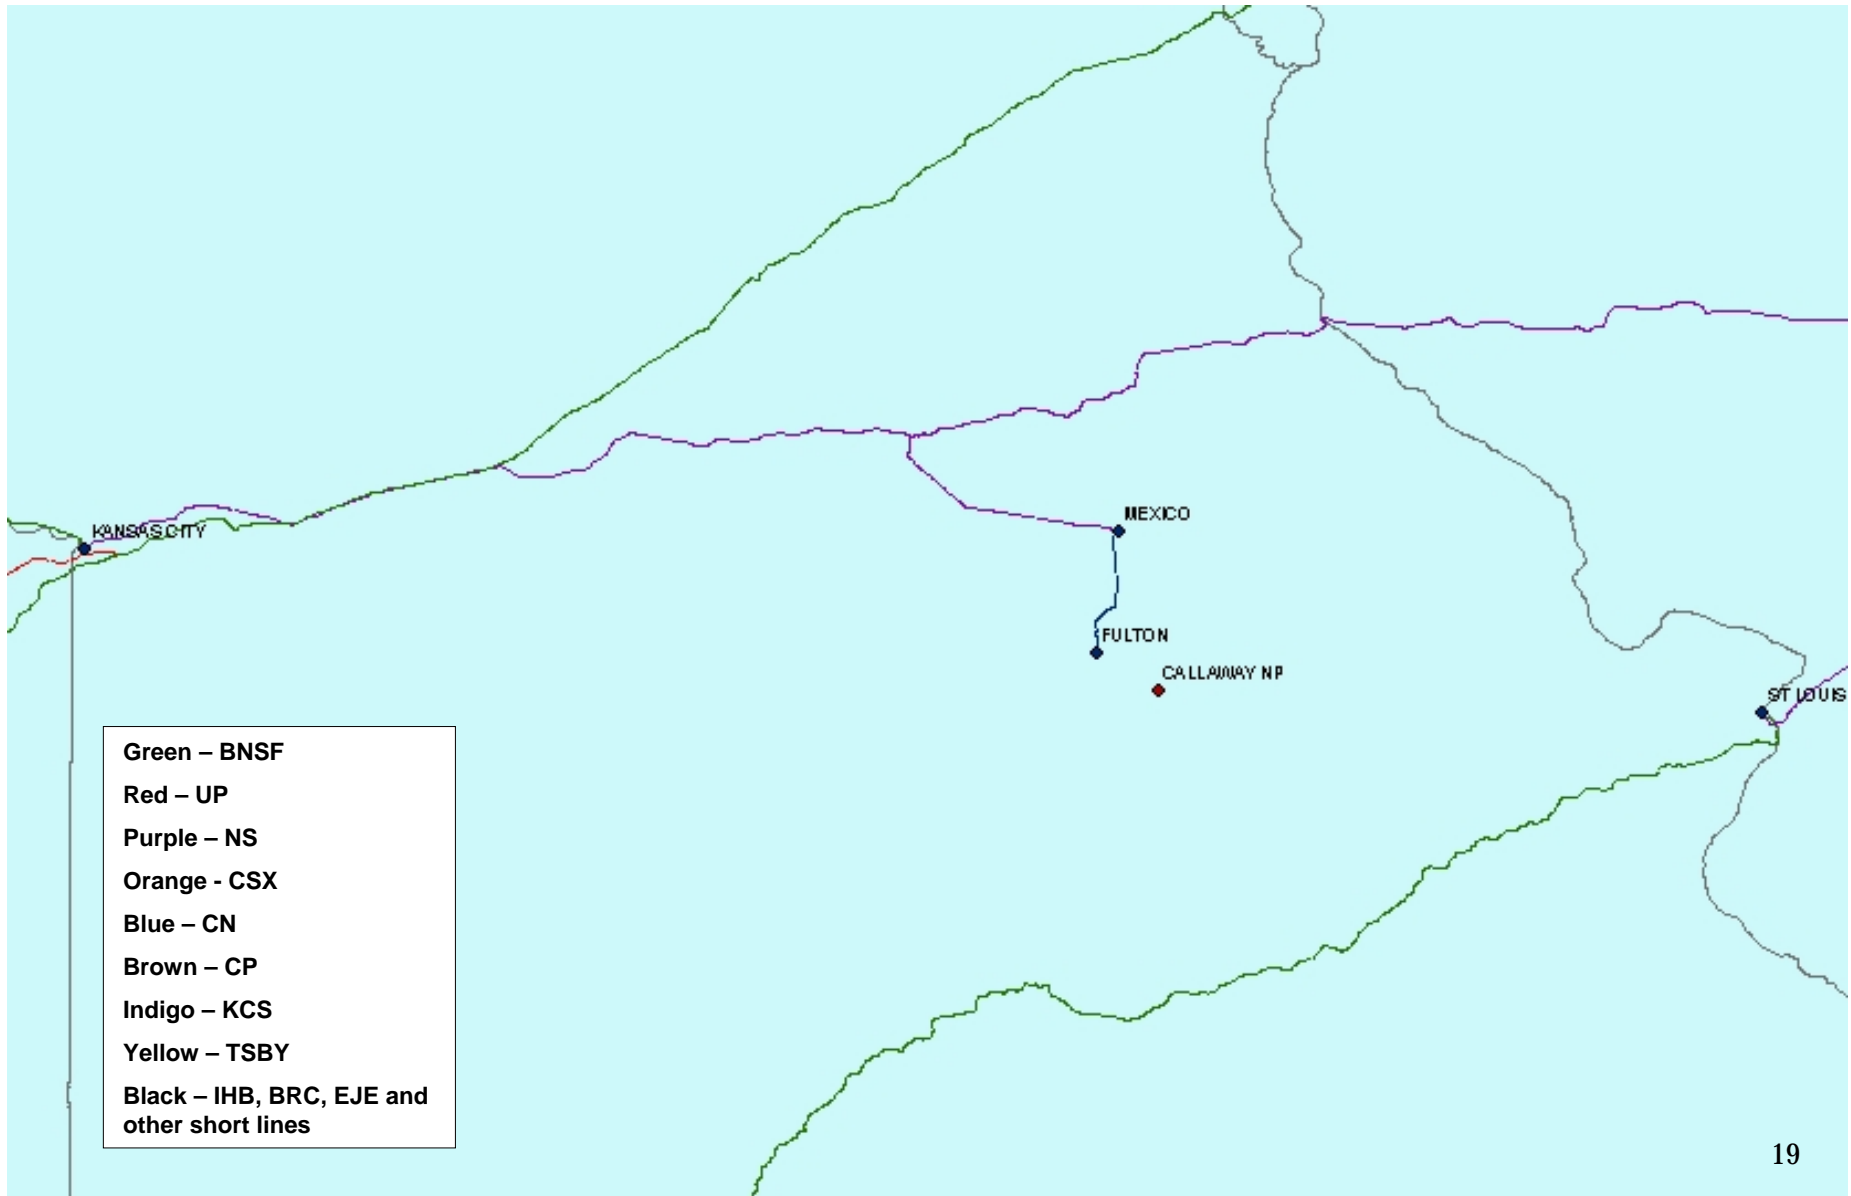 KANSAS CITY
MEXICO
FULTON
CALLAWAY NP
ST LOUIS
Green – BNSF
Red – UP
Purple – NS
Orange - CSX
Blue – CN
Brown – CP
Indigo – KCS
Yellow – TSBY
Black – IHB, BRC, EJE and
other short lines
19